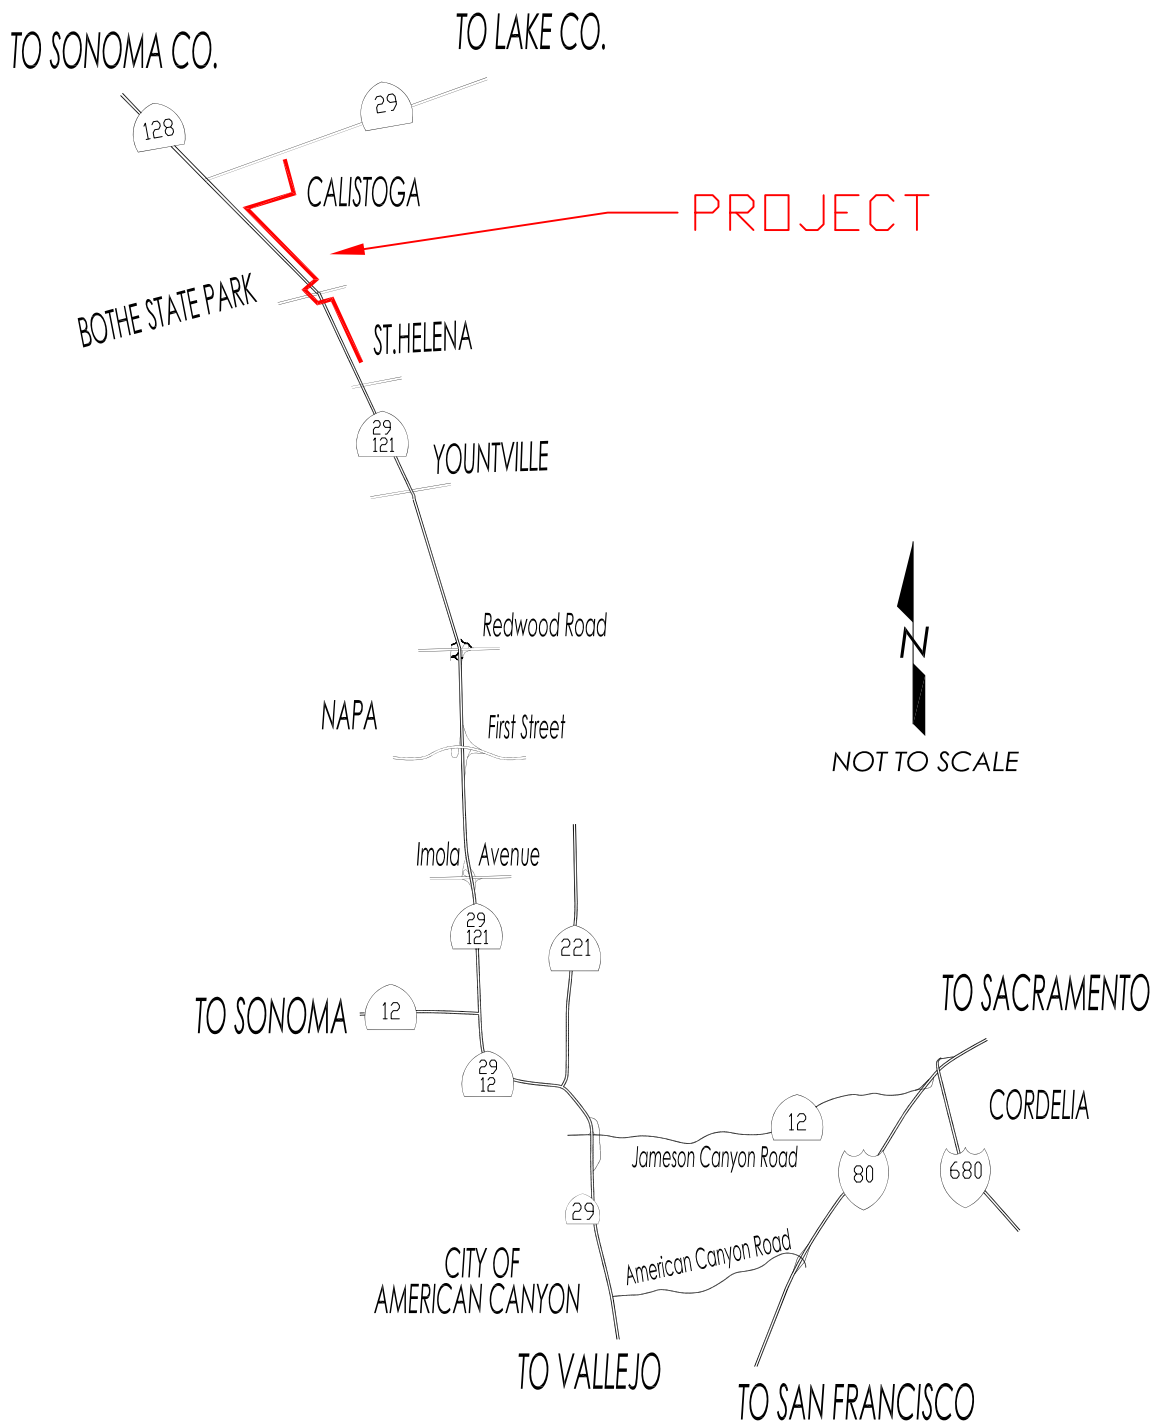 TO LAKE CO.
TO SONOMA CO.
29
128
CALISTOGA
PROJECT
BOTHE STATE PARK
ST.HELENA
29
121
YOUNTVILLE
Redwood Road
N
NAPA
First Street
NOT TO SCALE
Imola Avenue
29
121
221
TO SACRAMENTO
TO SONOMA
12
29
12
CORDELIA
12
Jameson Canyon Road
80
680
29
American Canyon Road
CITY OF
AMERICAN CANYON
TO VALLEJO
TO SAN FRANCISCO